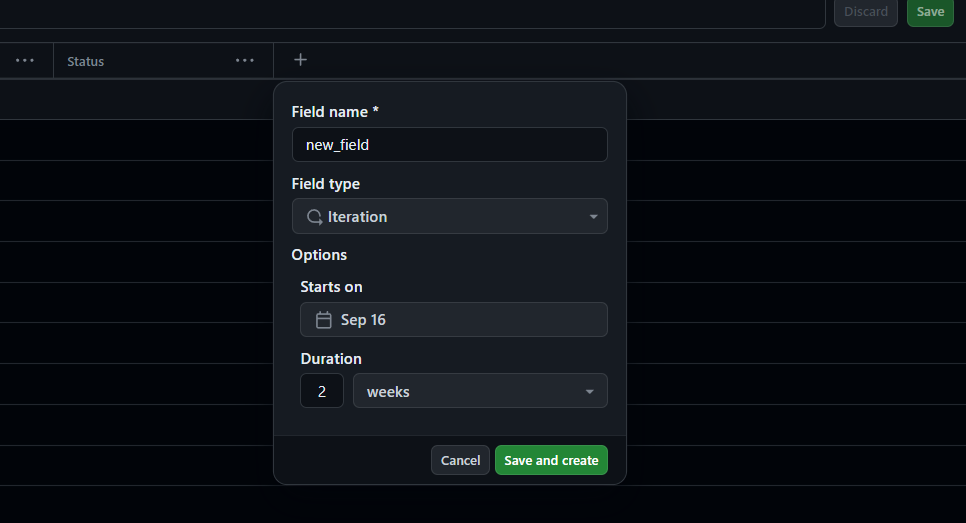 Discard Save
... Status ... +
Field name *
new_field
Field type
Iteration
Options
Starts on
Sep 16
Duration
2 weeks
Cancel Save and create